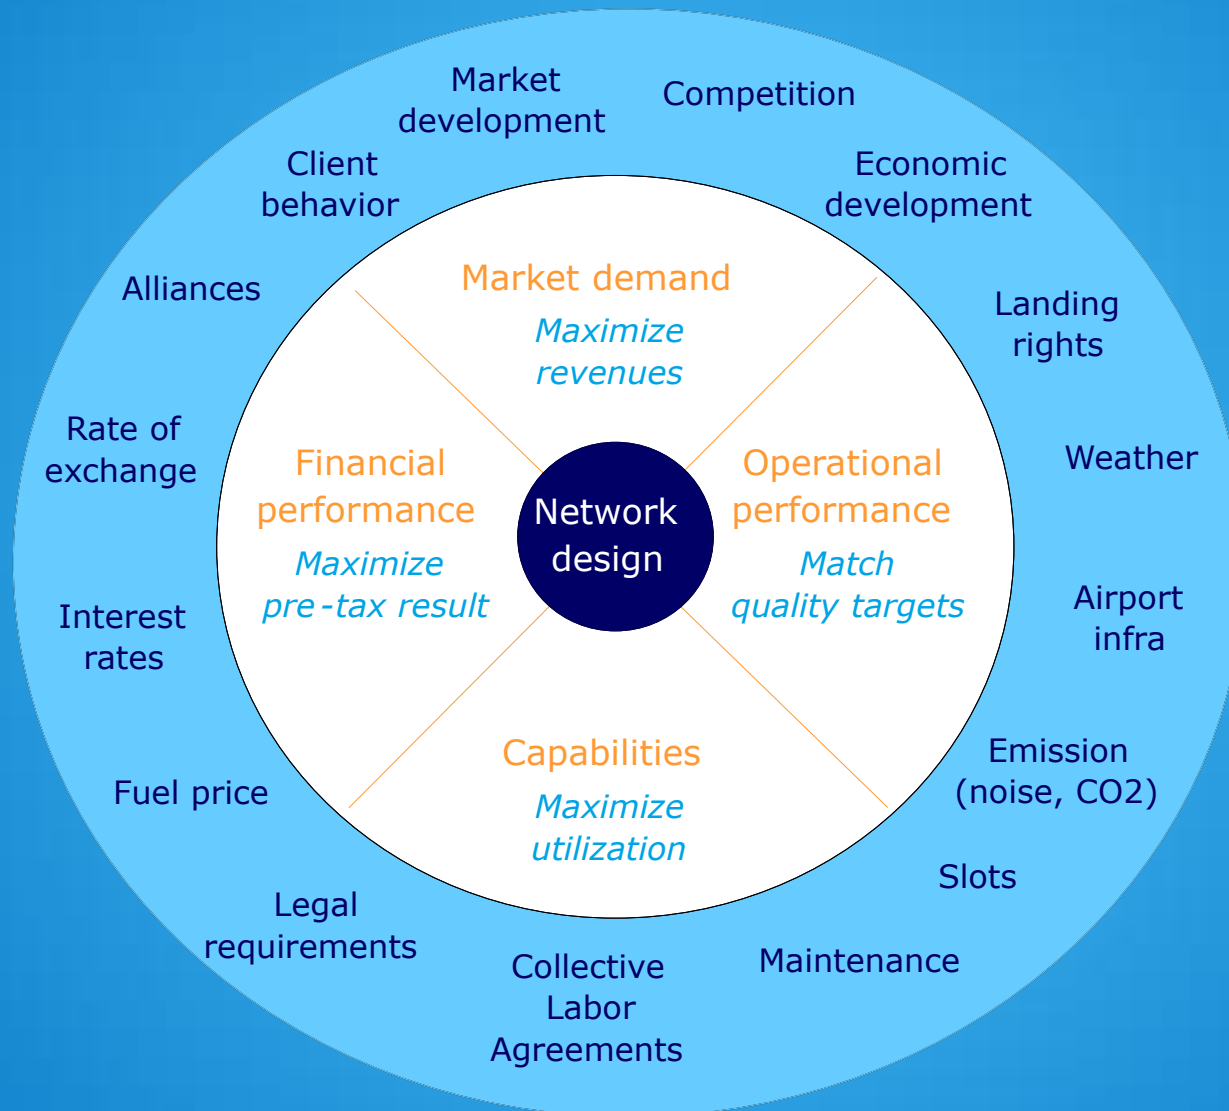 Market
development
Competition
Client
behavior
Economic
development
Alliances
Landing
rights
Market demand
Maximize
revenues
Rate of
exchange
Weather
Financial
performance
Maximize
pre-tax result
Network
design
Operational
performance
Match
quality targets
Interest
rates
Airport
infra
Capabilities
Maximize
utilization
Fuel price
Emission
(noise, CO2)
Slots
Legal
requirements
Collective
Labor
Agreements
Maintenance